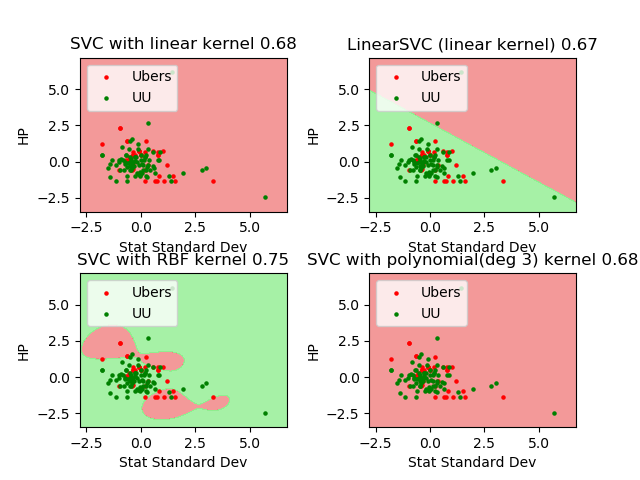 SVC with linear kernel 0.68
LinearSVC (linear kernel) 0.67
HP
5.0
2.5
0.0
−2.5
Ubers
UU
−2.5 0.0 2.5 5.0
Stat Standard Dev
HP
5.0
2.5
0.0
−2.5
Ubers
UU
−2.5 0.0 2.5 5.0
Stat Standard Dev
SVC with RBF kernel 0.75
SVC with polynomial(deg 3) kernel 0.68
HP
5.0
2.5
0.0
−2.5
Ubers
UU
−2.5 0.0 2.5 5.0
Stat Standard Dev
HP
5.0
2.5
0.0
−2.5
Ubers
UU
−2.5 0.0 2.5 5.0
Stat Standard Dev